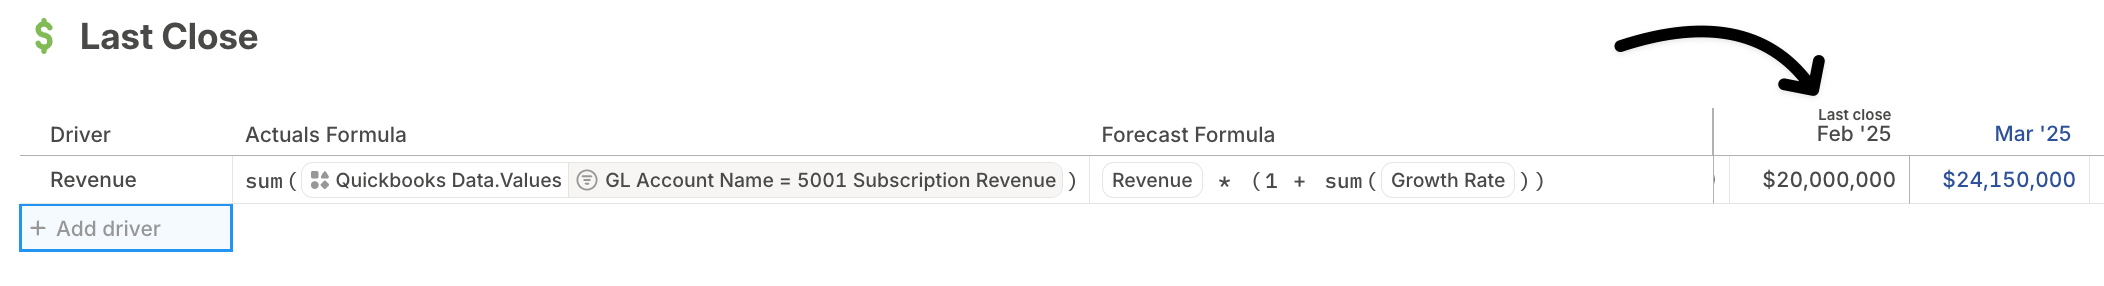 $ Last Close
Last close
Driver Actuals Formula Forecast Formula Feb '25 Mar '25
Revenue sum( Quickbooks Data.Values GL Account Name = 5001 Subscription Revenue ) Revenue * (1 + sum( Growth Rate )) $20,000,000 $24,150,000
+ Add driver